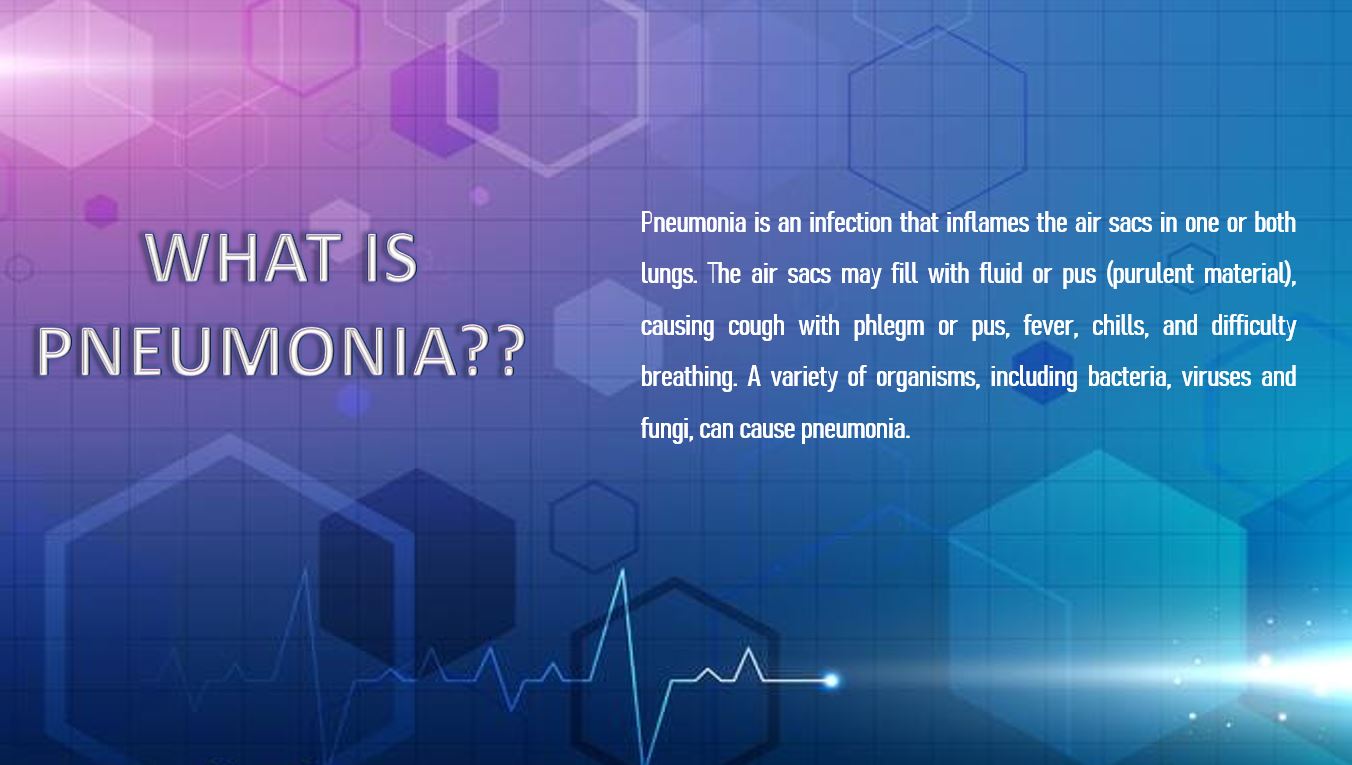 WHAT IS
PNEUMONIA??
Pneumonia is an infection that inflames the air sacs in one or both
lungs. The air sacs may fill with fluid or pus (purulent material),
causing cough with phlegm or pus, fever, chills, and difficulty
breathing. A variety of organisms, including bacteria, viruses and
fungi, can cause pneumonia.